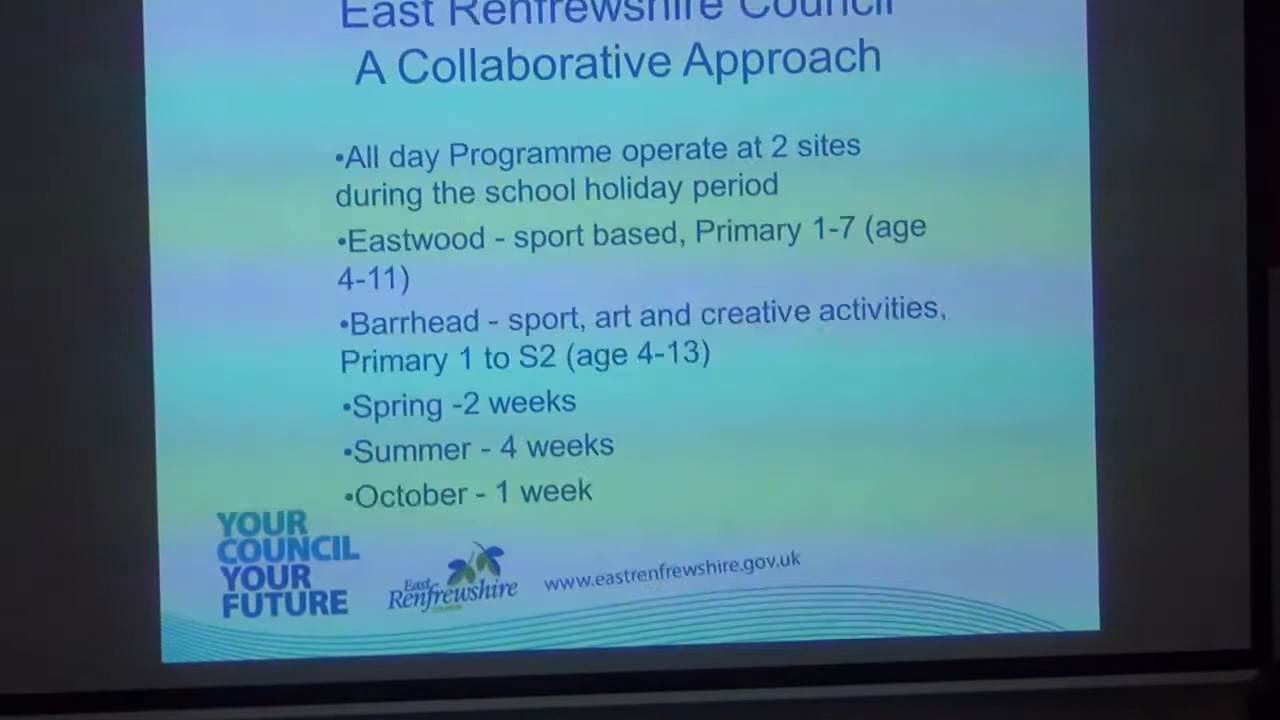 East Renfrewshire Council
A Collaborative Approach
•All day Programme operate at 2 sites
during the school holiday period
•Eastwood - sport based, Primary 1-7 (age
4-11)
•Barrhead - sport, art and creative activities,
Primary 1 to S2 (age 4-13)
•Spring -2 weeks
•Summer - 4 weeks
•October - 1 week
YOUR
COUNCIL
YOUR
FUTURE
East
Renfrewshire
www.eastrenfrewshire.gov.uk